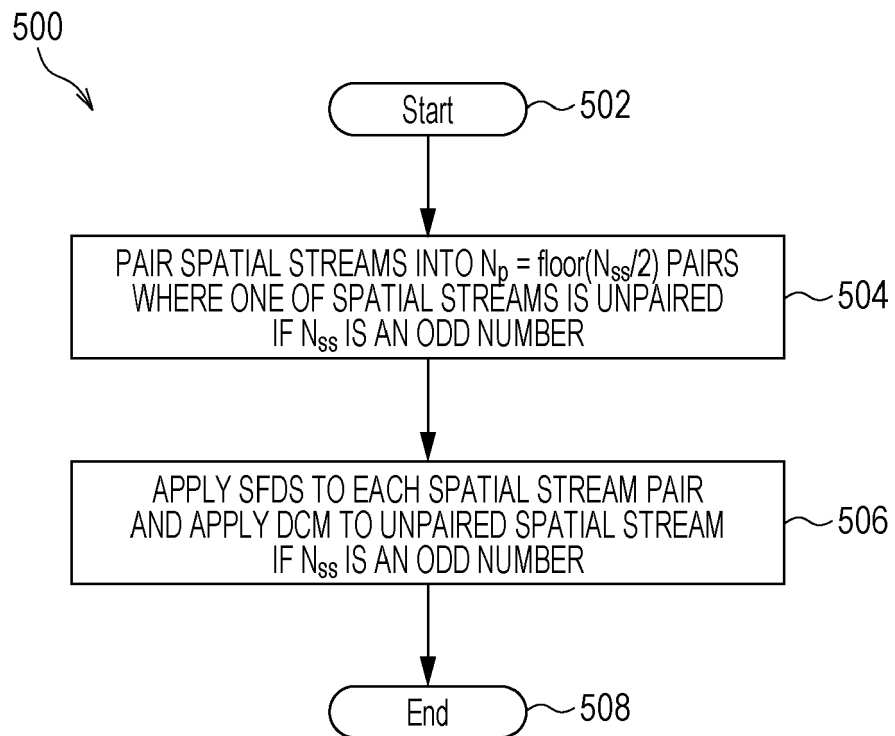 500
Start
502
PAIR SPATIAL STREAMS INTO Np = floor(Nss/2) PAIRS
WHERE ONE OF SPATIAL STREAMS IS UNPAIRED
IF Nss IS AN ODD NUMBER
504
APPLY SFDS TO EACH SPATIAL STREAM PAIR
AND APPLY DCM TO UNPAIRED SPATIAL STREAM
IF Nss IS AN ODD NUMBER
506
End
508